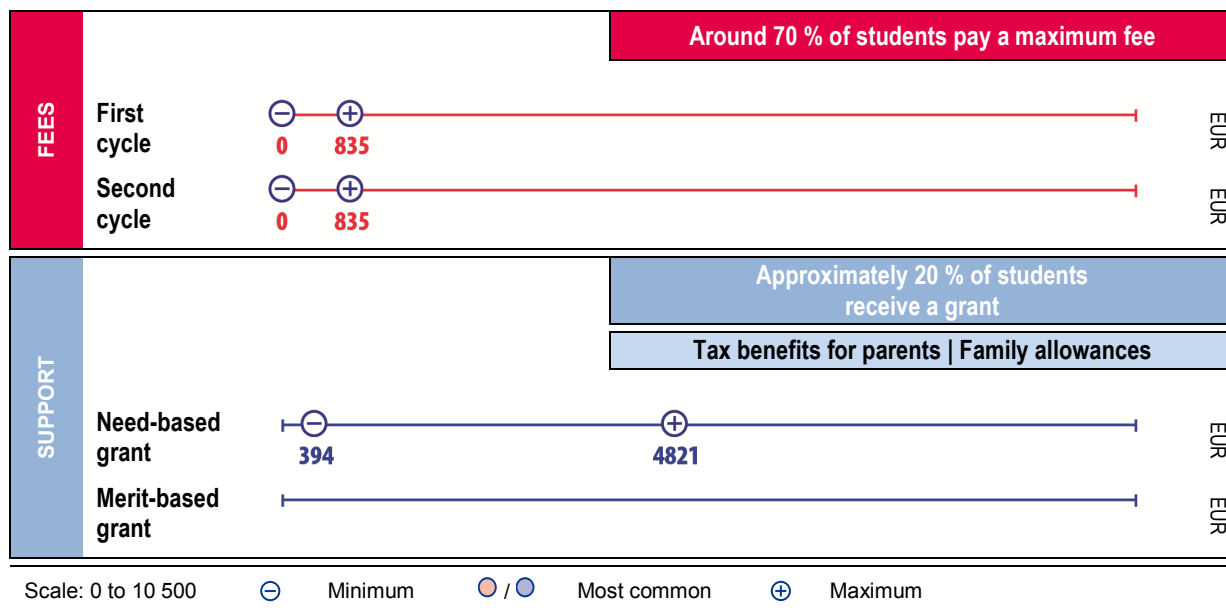 Around 70 % of students pay a maximum fee
FEES
First
cycle
0
835
EUR
Second
cycle
0
835
EUR
Approximately 20 % of students
receive a grant
Tax benefits for parents | Family allowances
SUPPORT
Need-based
grant
394
4821
EUR
Merit-based
grant
EUR
Scale: 0 to 10 500 Minimum / Most common Maximum